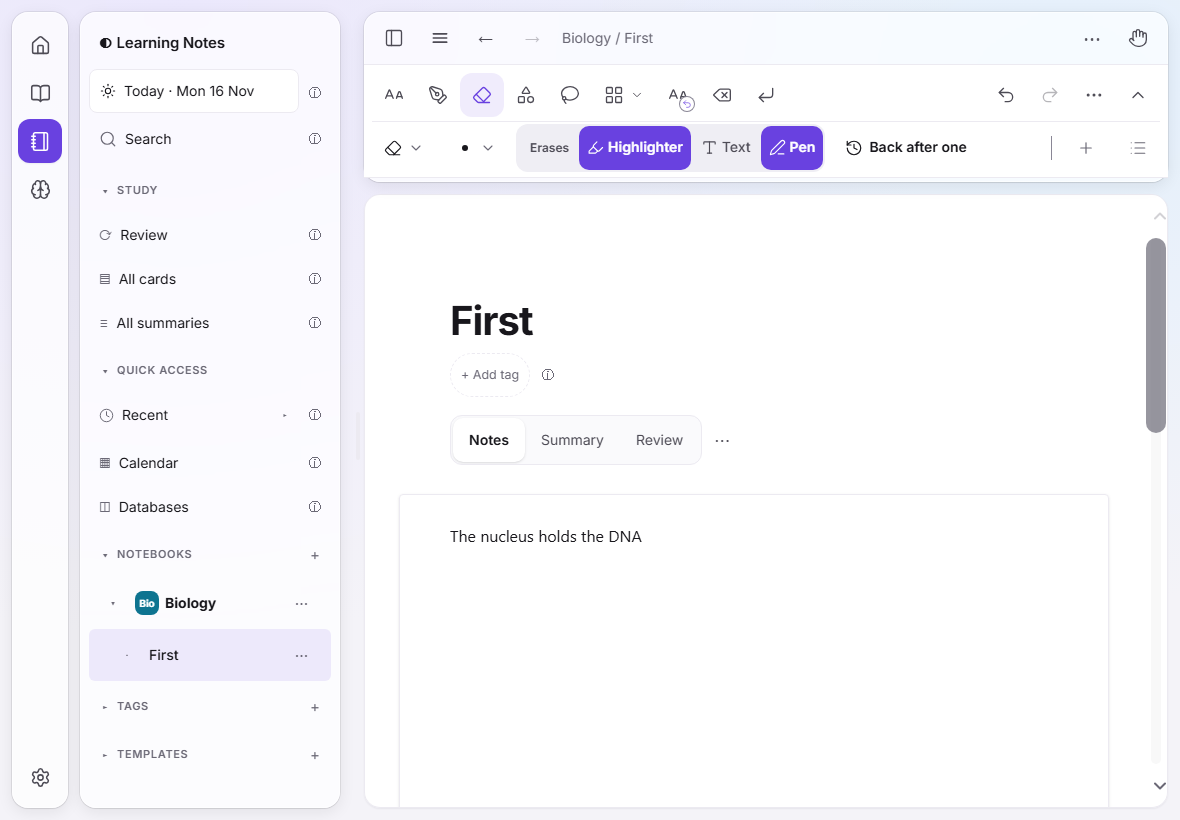 Learning Notes
Today · Mon 16 Nov
Search
STUDY
Review
All cards
All summaries
QUICK ACCESS
Recent
Calendar
Databases
NOTEBOOKS
Bio Biology
First
TAGS
TEMPLATES
Biology / First
AA
AA
Erases Highlighter Text Pen Back after one
First
+ Add tag
Notes Summary Review
The nucleus holds the DNA